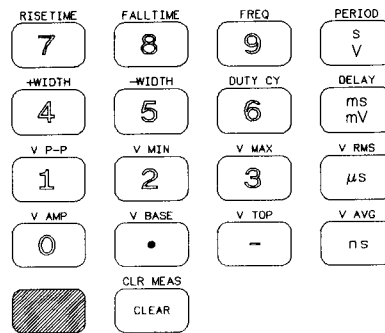 RISETIME FALLTIME FREQ PERIOD
7 8 9 s
V
+WIDTH -WIDTH DUTY CY DELAY
4 5 6 ms
mV
V P-P V MIN V MAX V RMS
1 2 3 μs
V AMP V BASE V TOP V AVG
0 • - ns
CLR MEAS
CLEAR